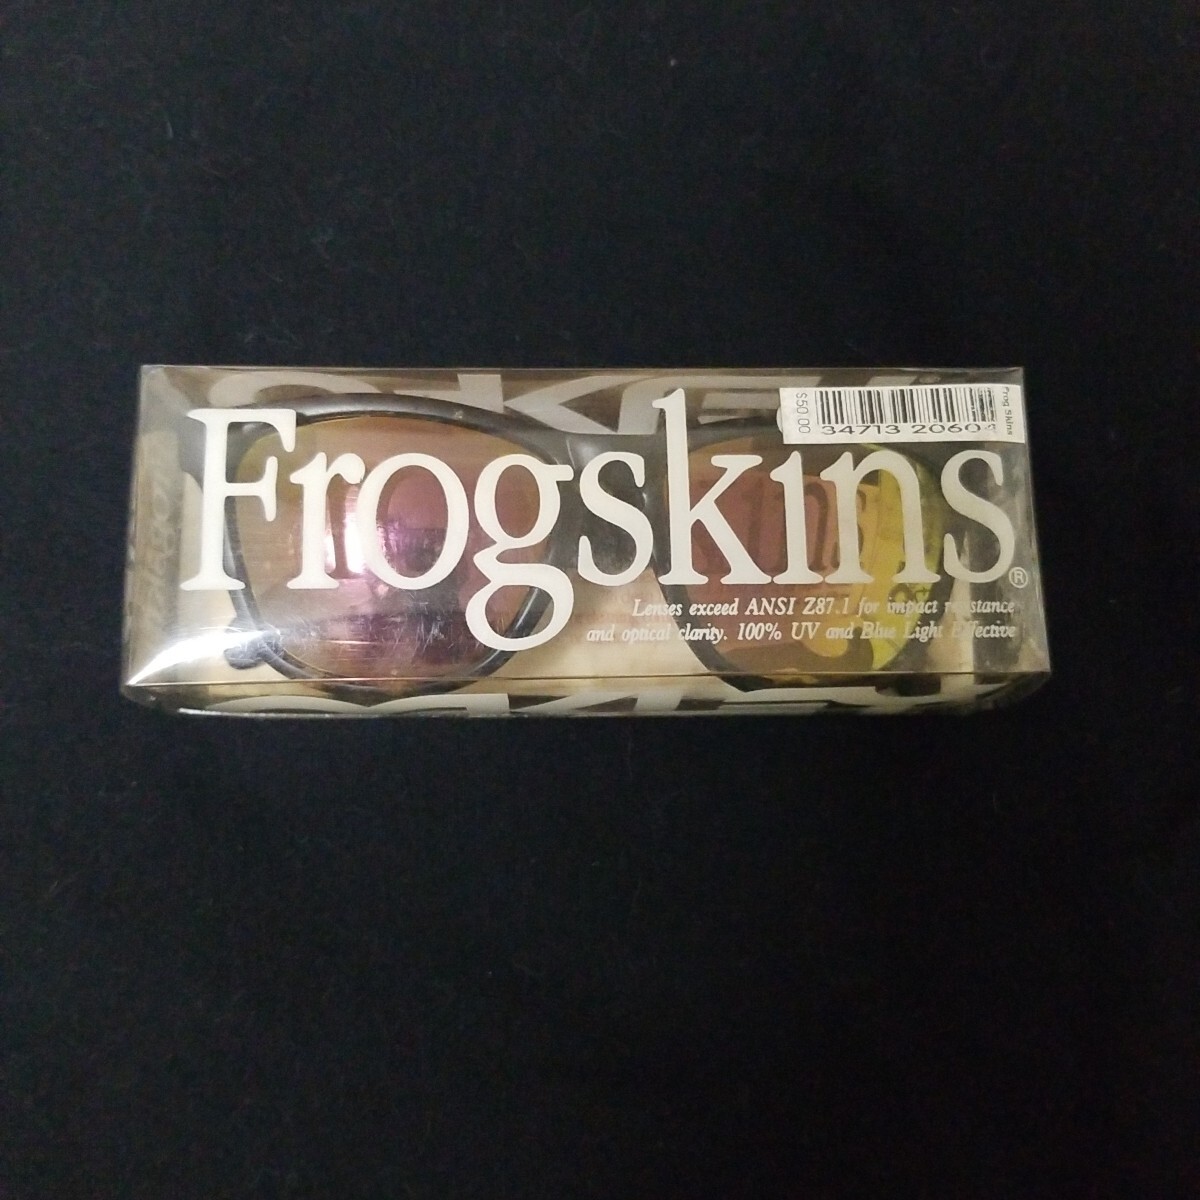 Frogskins®
Lenses exceed ANSI Z87.1 for impact resistance
and optical clarity. 100% UV and Blue Light Effective
$50.00
34713 20604
Frog Skins